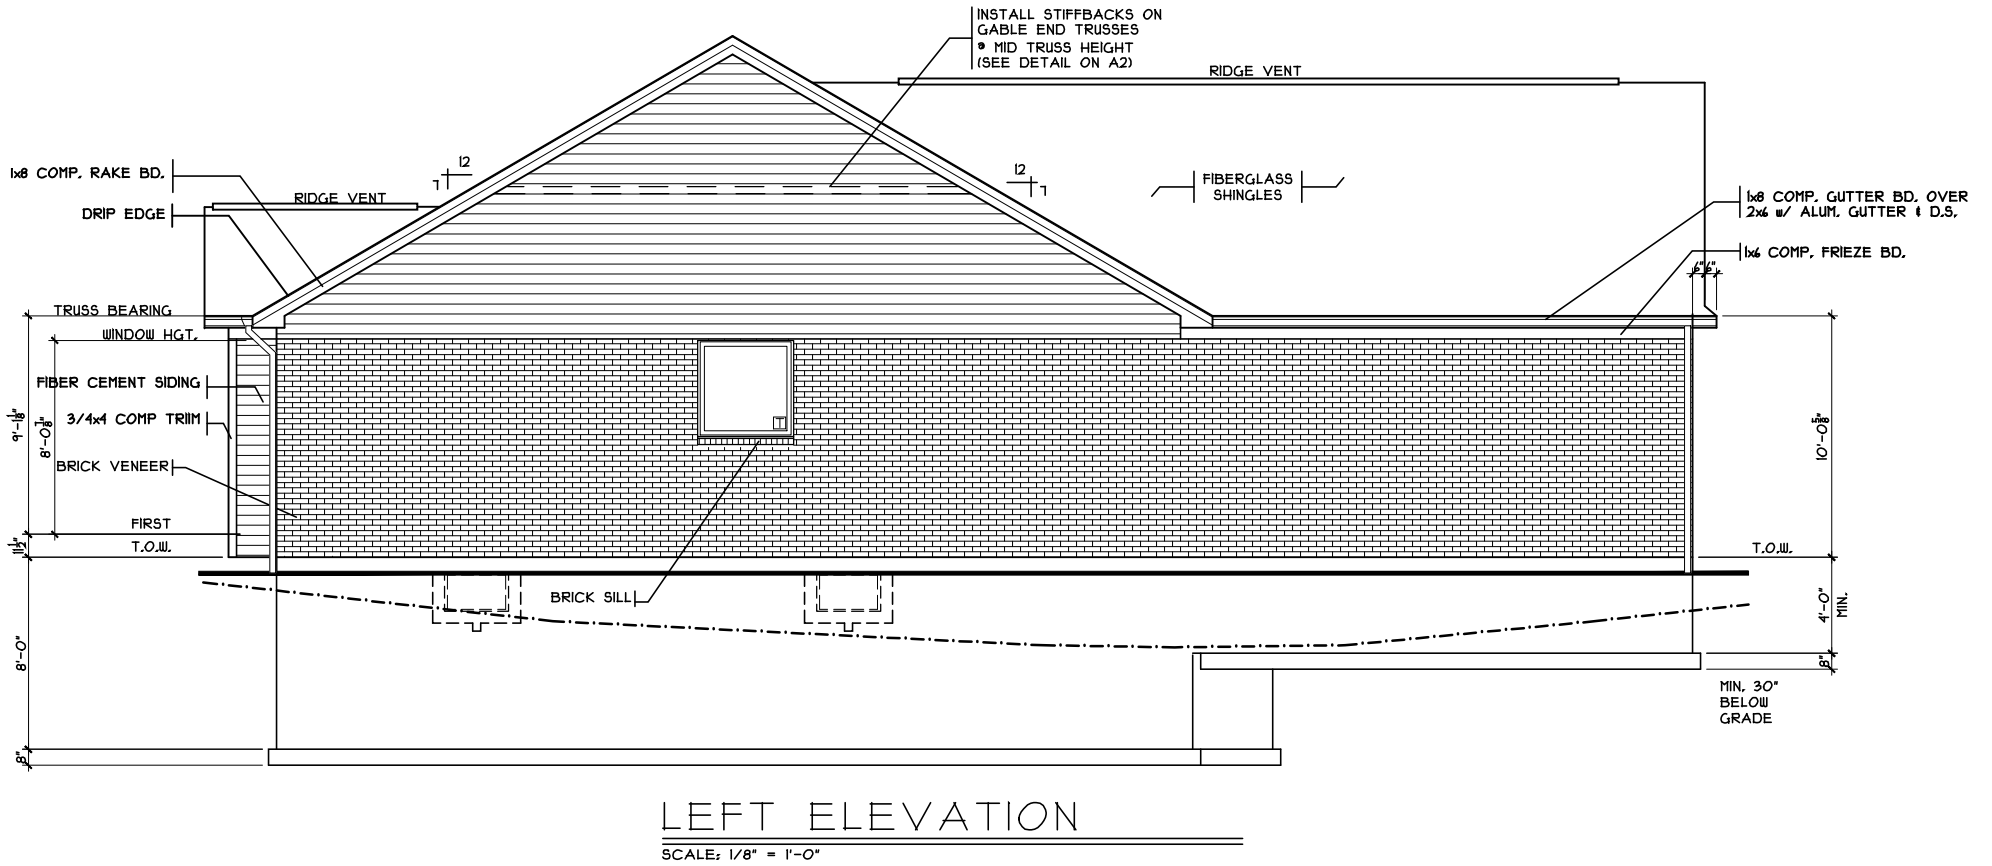 INSTALL STIFFBACKS ON
GABLE END TRUSSES
@ MID TRUSS HEIGHT
(SEE DETAIL ON A2)
RIDGE VENT
1x8 COMP. RAKE BD.
12
7
12
7
FIBERGLASS
SHINGLES
RIDGE VENT
DRIP EDGE
1x8 COMP. GUTTER BD. OVER
2x6 w/ ALUM. GUTTER & D.S.
1x6 COMP. FRIEZE BD.
6" 6"
TRUSS BEARING
WINDOW HGT.
FIBER CEMENT SIDING
3/4x4 COMP TRIIM
9'-1 1/8"
8'-0 7/8"
10'-0 5/8"
T
BRICK VENEER
FIRST
11 1/2"
T.O.W.
T.O.W.
BRICK SILL
8'-0"
4'-0"
MIN.
8"
MIN. 30"
BELOW
GRADE
8"
LEFT ELEVATION
SCALE: 1/8" = 1'-0"